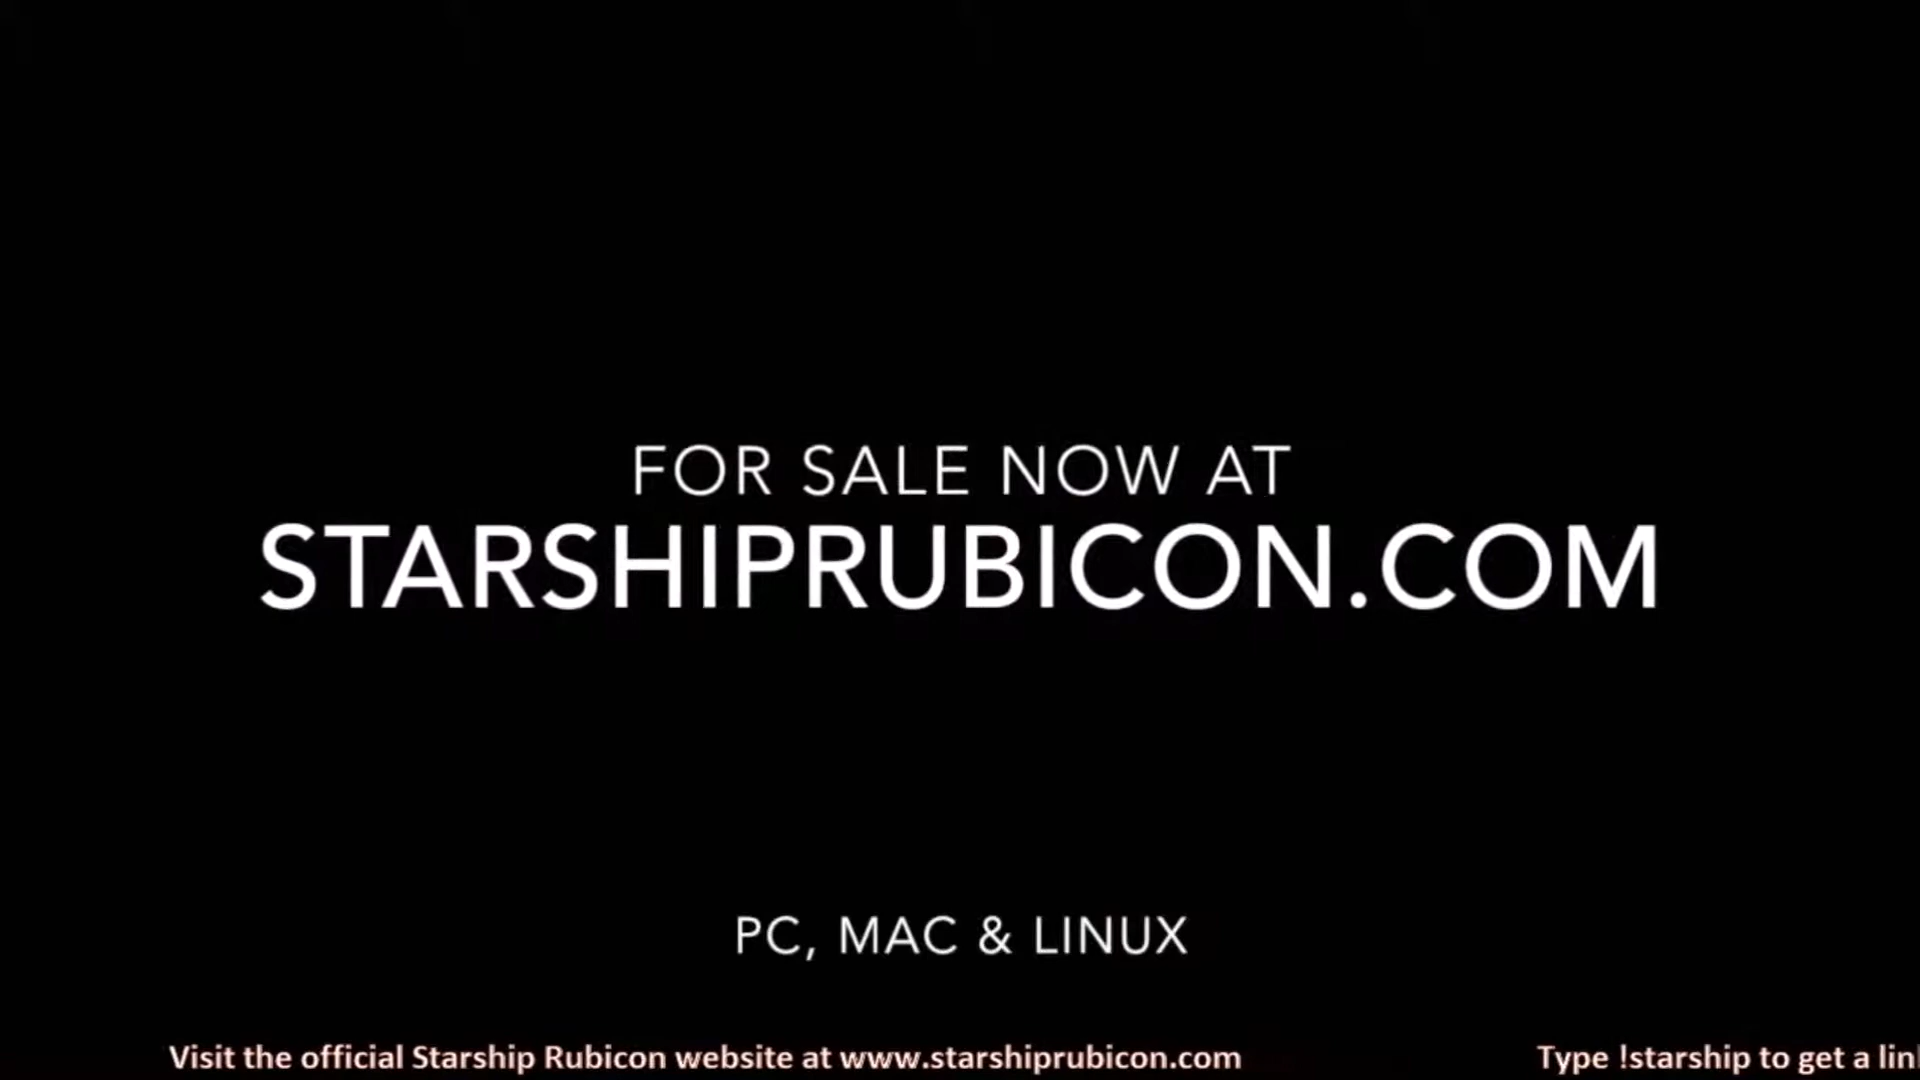 FOR SALE NOW AT
STARSHIPRUBICON.COM
PC, MAC & LINUX
Visit the official Starship Rubicon website at www.starshiprubicon.com Type !starship to get a